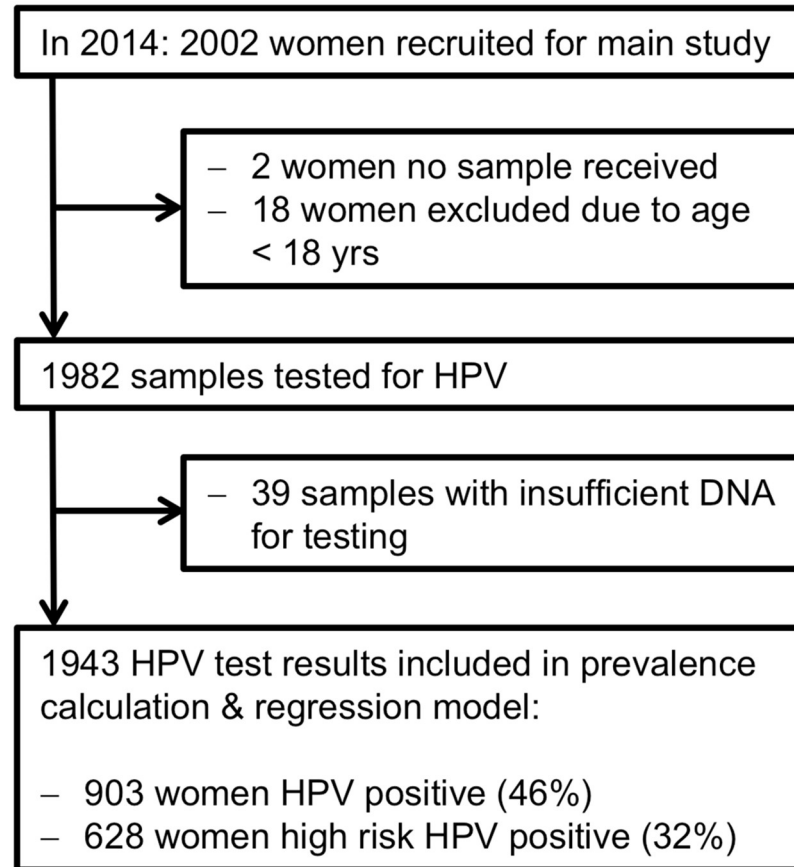 In 2014: 2002 women recruited for main study
– 2 women no sample received
– 18 women excluded due to age
< 18 yrs
1982 samples tested for HPV
– 39 samples with insufficient DNA
for testing
1943 HPV test results included in prevalence
calculation & regression model:
– 903 women HPV positive (46%)
– 628 women high risk HPV positive (32%)